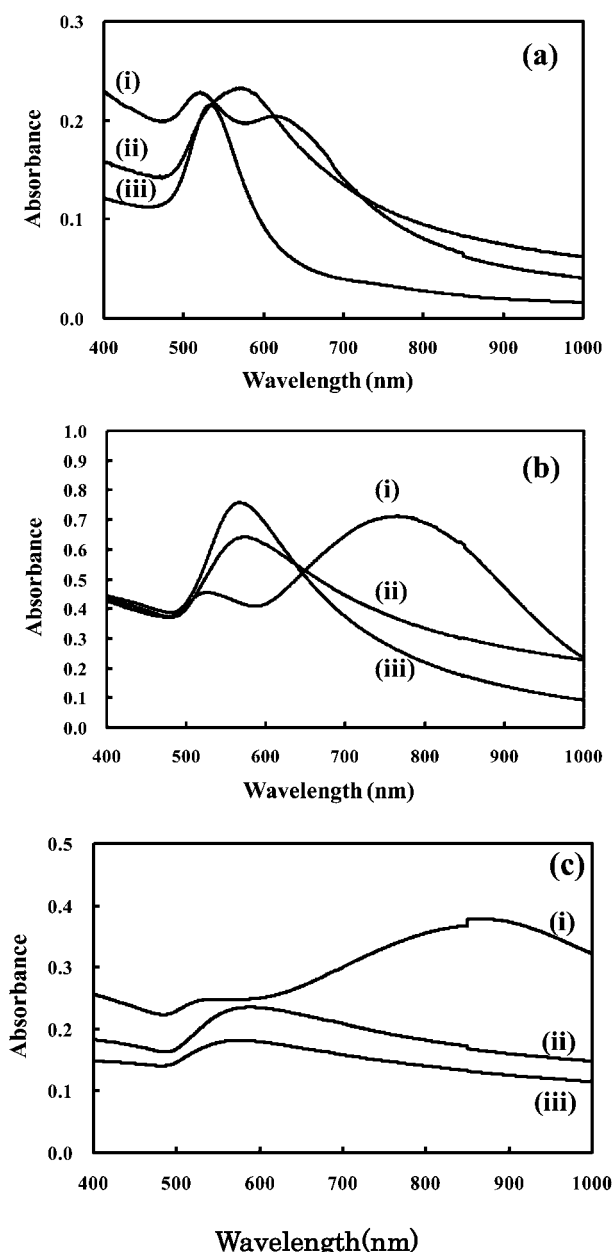 0.3
(a)
(i)
0.2
(ii)
(iii)
0.1
0.0
Absorbance
400 500 600 700 800 900 1000
Wavelength (nm)
1.0
0.9
(b)
0.8
(i)
0.7
0.6
0.5
(ii)
0.4
0.3
(iii)
0.2
0.1
0.0
Absorbance
400 500 600 700 800 900 1000
Wavelength (nm)
0.5
(c)
0.4
(i)
0.3
0.2
(ii)
0.1
(iii)
0.0
Absorbance
400 500 600 700 800 900 1000
Wavelength(nm)